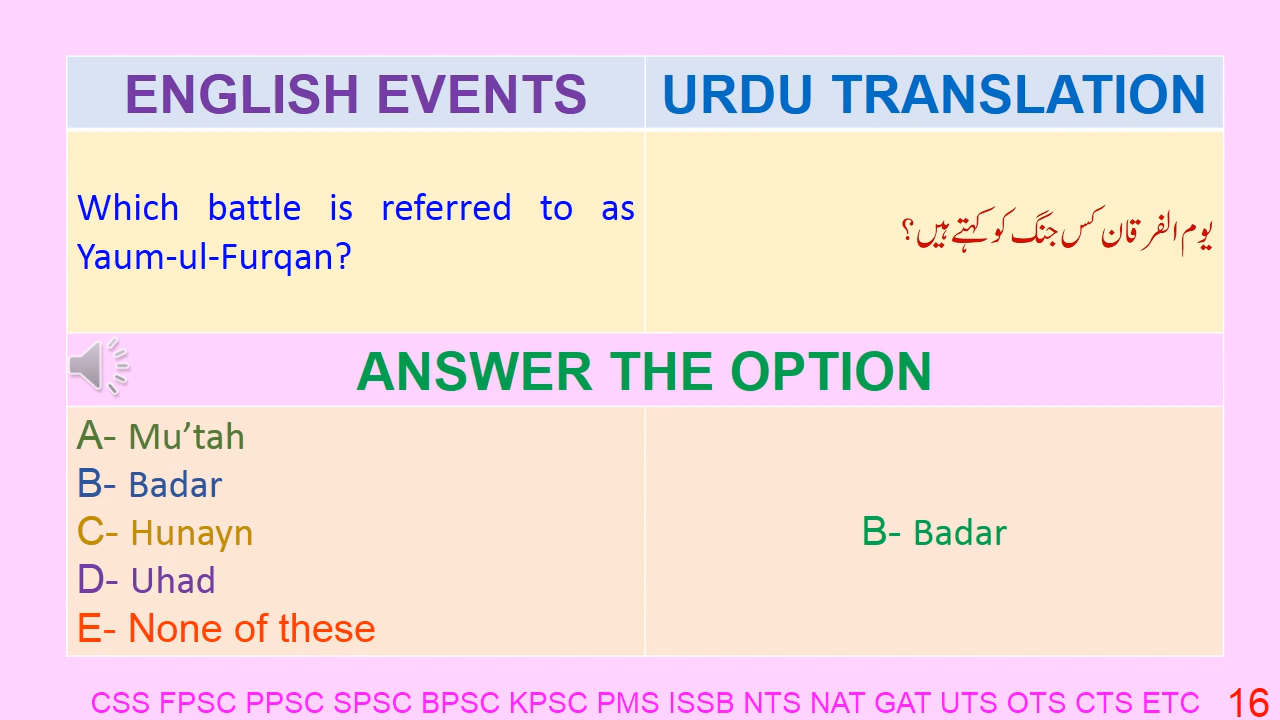 ENGLISH EVENTS
URDU TRANSLATION
Which battle is referred to as
Yaum-ul-Furqan?
یوم الفرقان کس جنگ کو کہتے ہیں؟
ANSWER THE OPTION
A- Mu’tah
B- Badar
C- Hunayn
D- Uhad
E- None of these
B- Badar
CSS FPSC PPSC SPSC BPSC KPSC PMS ISSB NTS NAT GAT UTS OTS CTS ETC
16